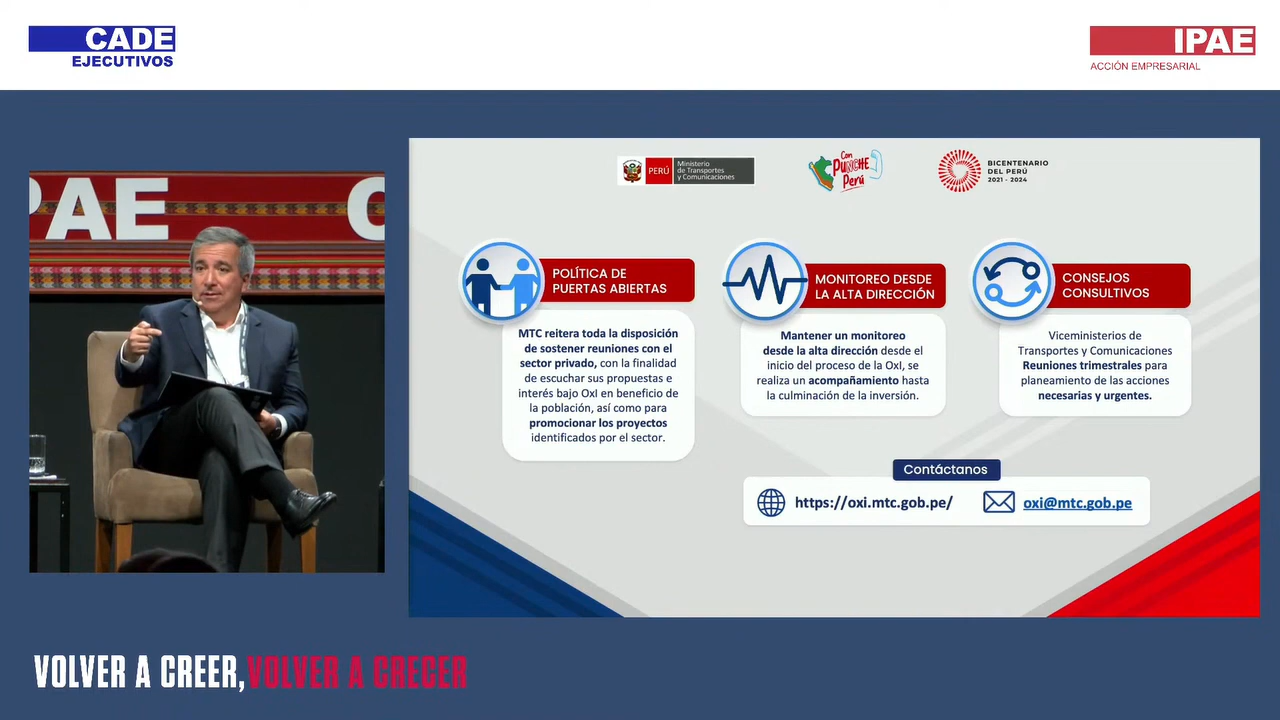 CADE
EJECUTIVOS
IPAE
ACCIÓN EMPRESARIAL
PAE
C
PERÚ
Ministerio
de Transportes
y Comunicaciones
Con
PUNCHE
Perú
BICENTENARIO
DEL PERÚ
2021 - 2024
POLÍTICA DE
PUERTAS ABIERTAS
MTC reitera toda la disposición
de sostener reuniones con el
sector privado, con la finalidad
de escuchar sus propuestas e
interés bajo OxI en beneficio de
la población, así como para
promocionar los proyectos
identificados por el sector.
MONITOREO DESDE
LA ALTA DIRECCIÓN
Mantener un monitoreo
desde la alta dirección desde el
inicio del proceso de la OxI, se
realiza un acompañamiento hasta
la culminación de la inversión.
CONSEJOS
CONSULTIVOS
Viceministerios de
Transportes y Comunicaciones
Reuniones trimestrales para
planeamiento de las acciones
necesarias y urgentes.
Contáctanos
https://oxi.mtc.gob.pe/
oxi@mtc.gob.pe
VOLVER A CREER, VOLVER A CRECER